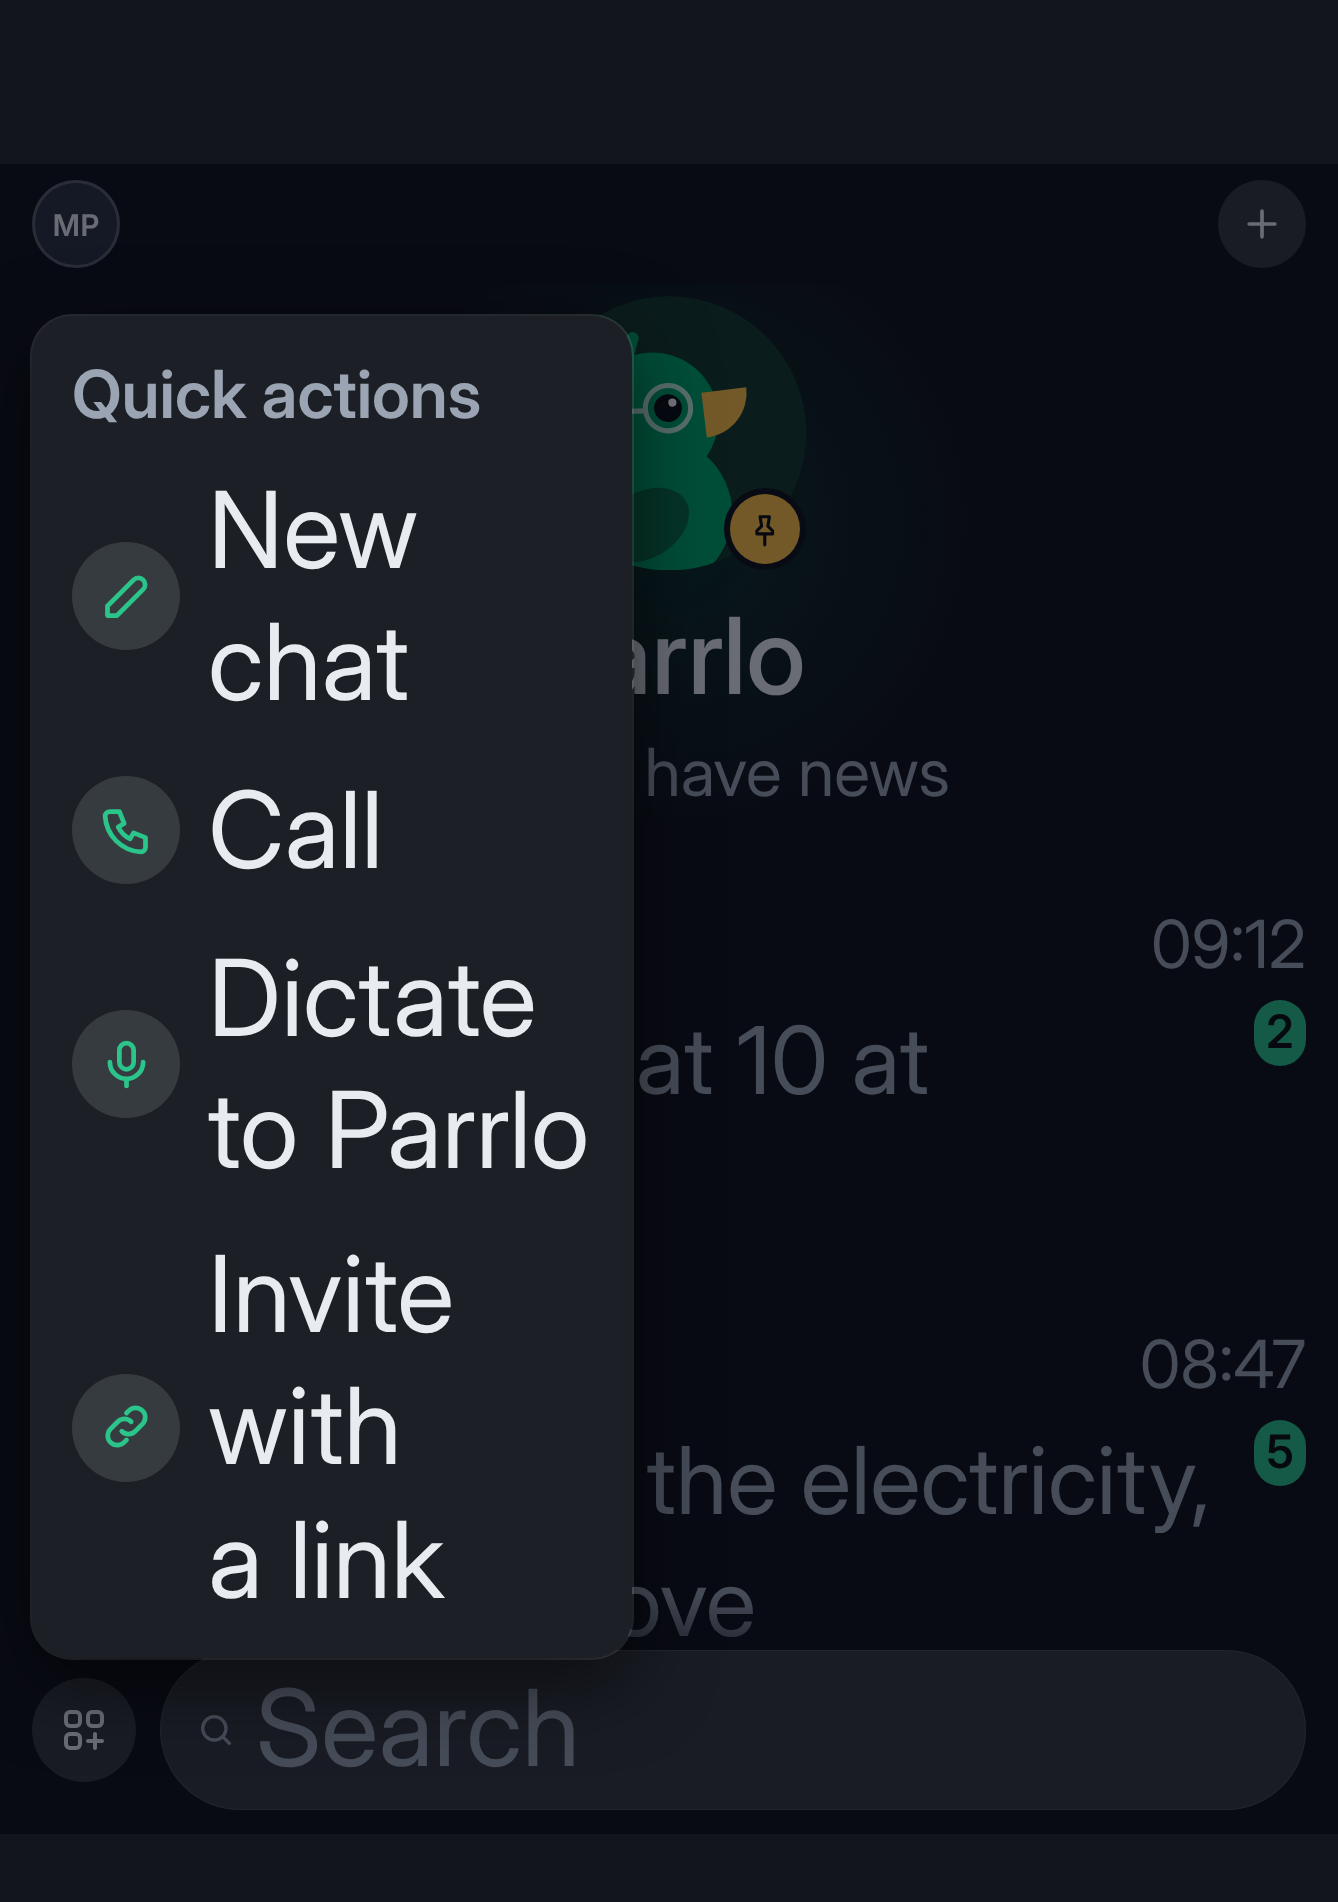 MP
Quick actions
New
chat
Call
Dictate
to Parrlo
Invite
with
a link
arrlo
have news
09:12
at 10 at
2
08:47
the electricity,
5
ove
Search